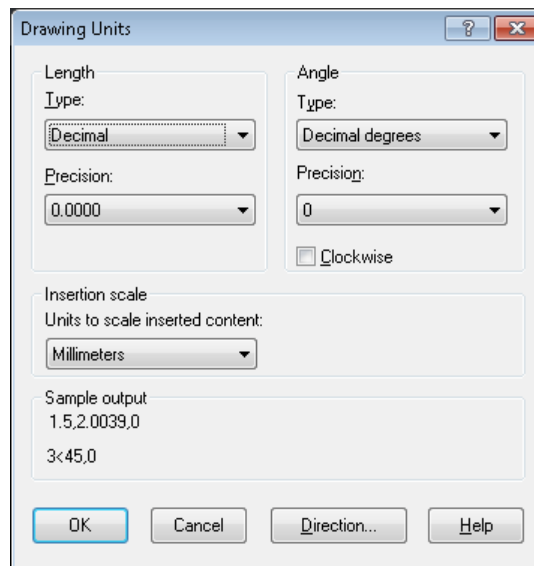 Drawing Units
Length
Type:
Decimal
Precision:
0.0000
Angle
Type:
Decimal degrees
Precision:
0
Clockwise
Insertion scale
Units to scale inserted content:
Millimeters
Sample output
1.5,2.0039,0
3<45,0
OK
Cancel
Direction...
Help